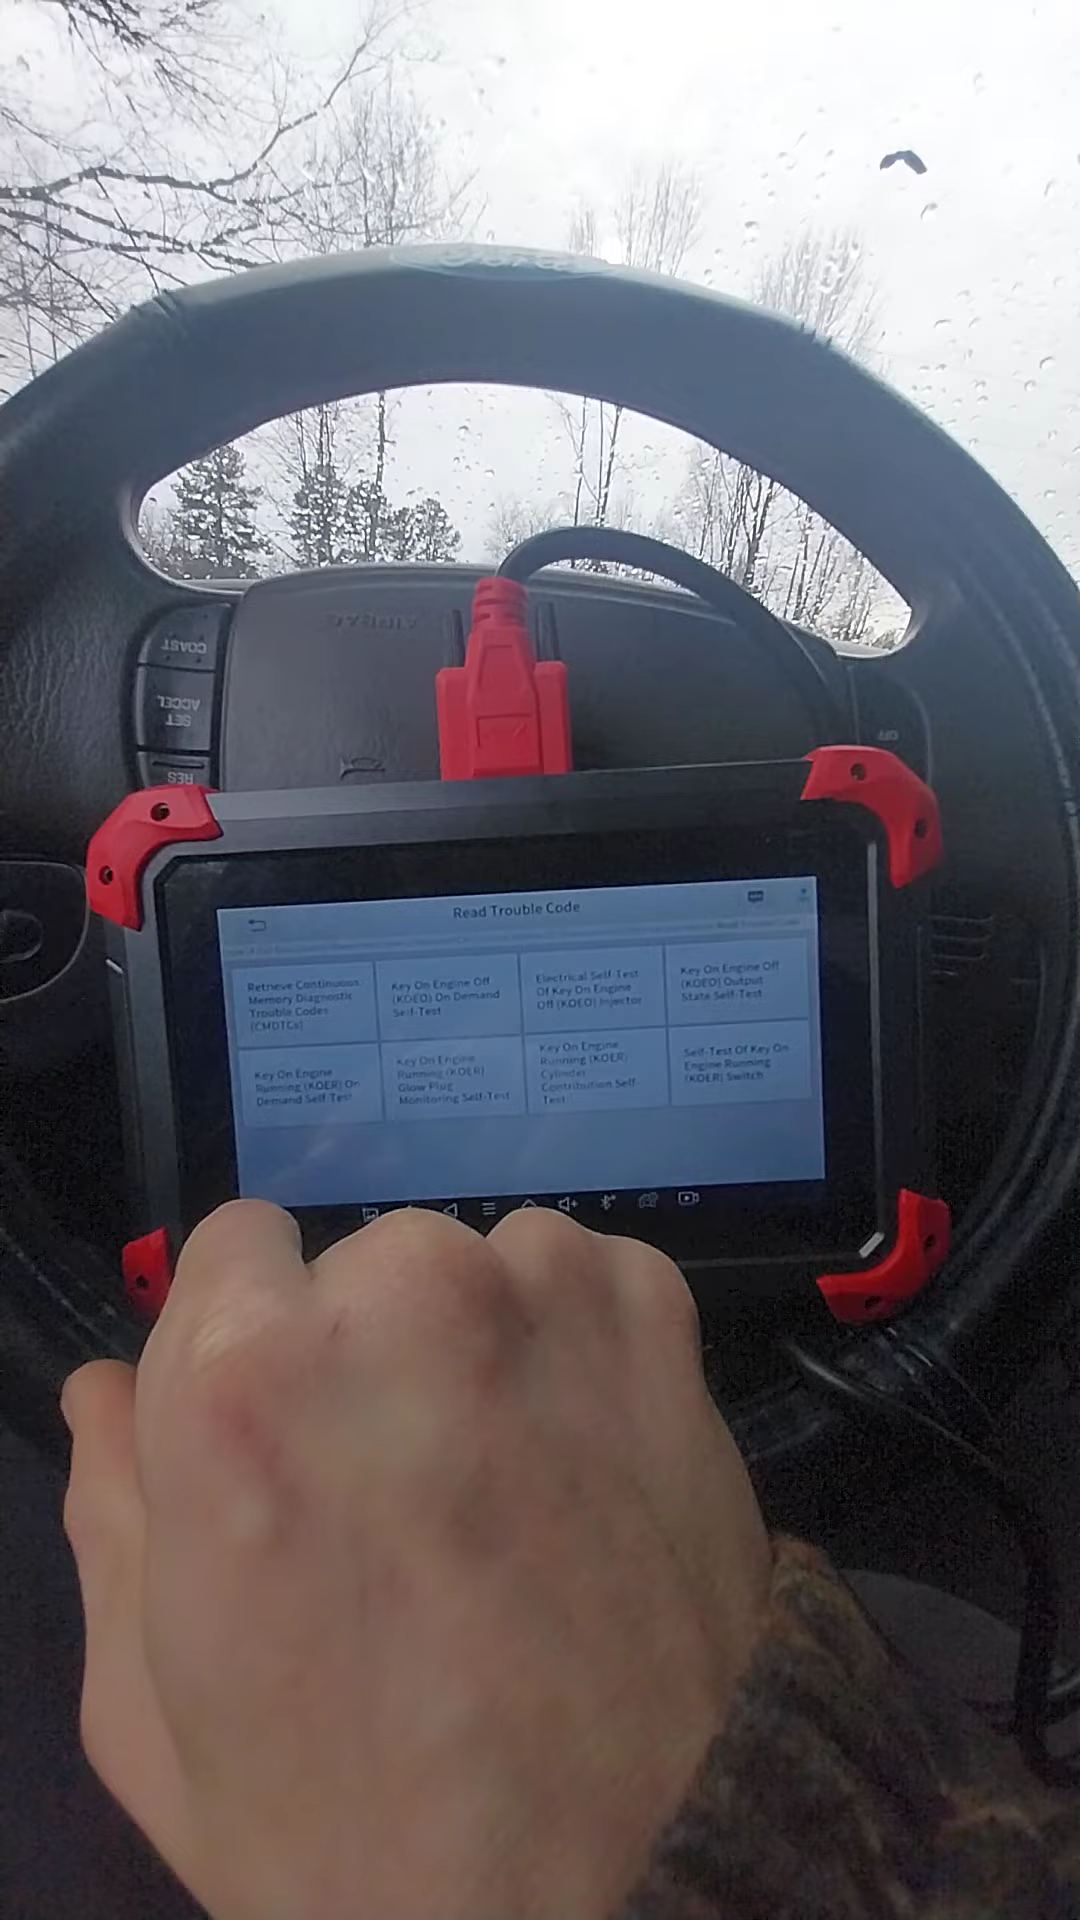 Ford
AIRBAG
COAST
SET
ACCEL
RES
OFF
Read Trouble Code
Retrieve Continuous
Memory Diagnostic
Trouble Codes
(CMDTCs)
Key On Engine Off
(KOEO) On Demand
Self-Test
Electrical Self-Test
Of Key On Engine
Off (KOEO) Injector
Key On Engine Off
(KOEO) Output
State Self-Test
Key On Engine
Running (KOER) On
Demand Self Test
Key On Engine
Running (KOER)
Glow Plug
Monitoring Self-Test
Key On Engine
Running (KOER)
Cylinder
Contribution Self-
Test
Self-Test Of Key On
Engine Running
(KOER) Switch